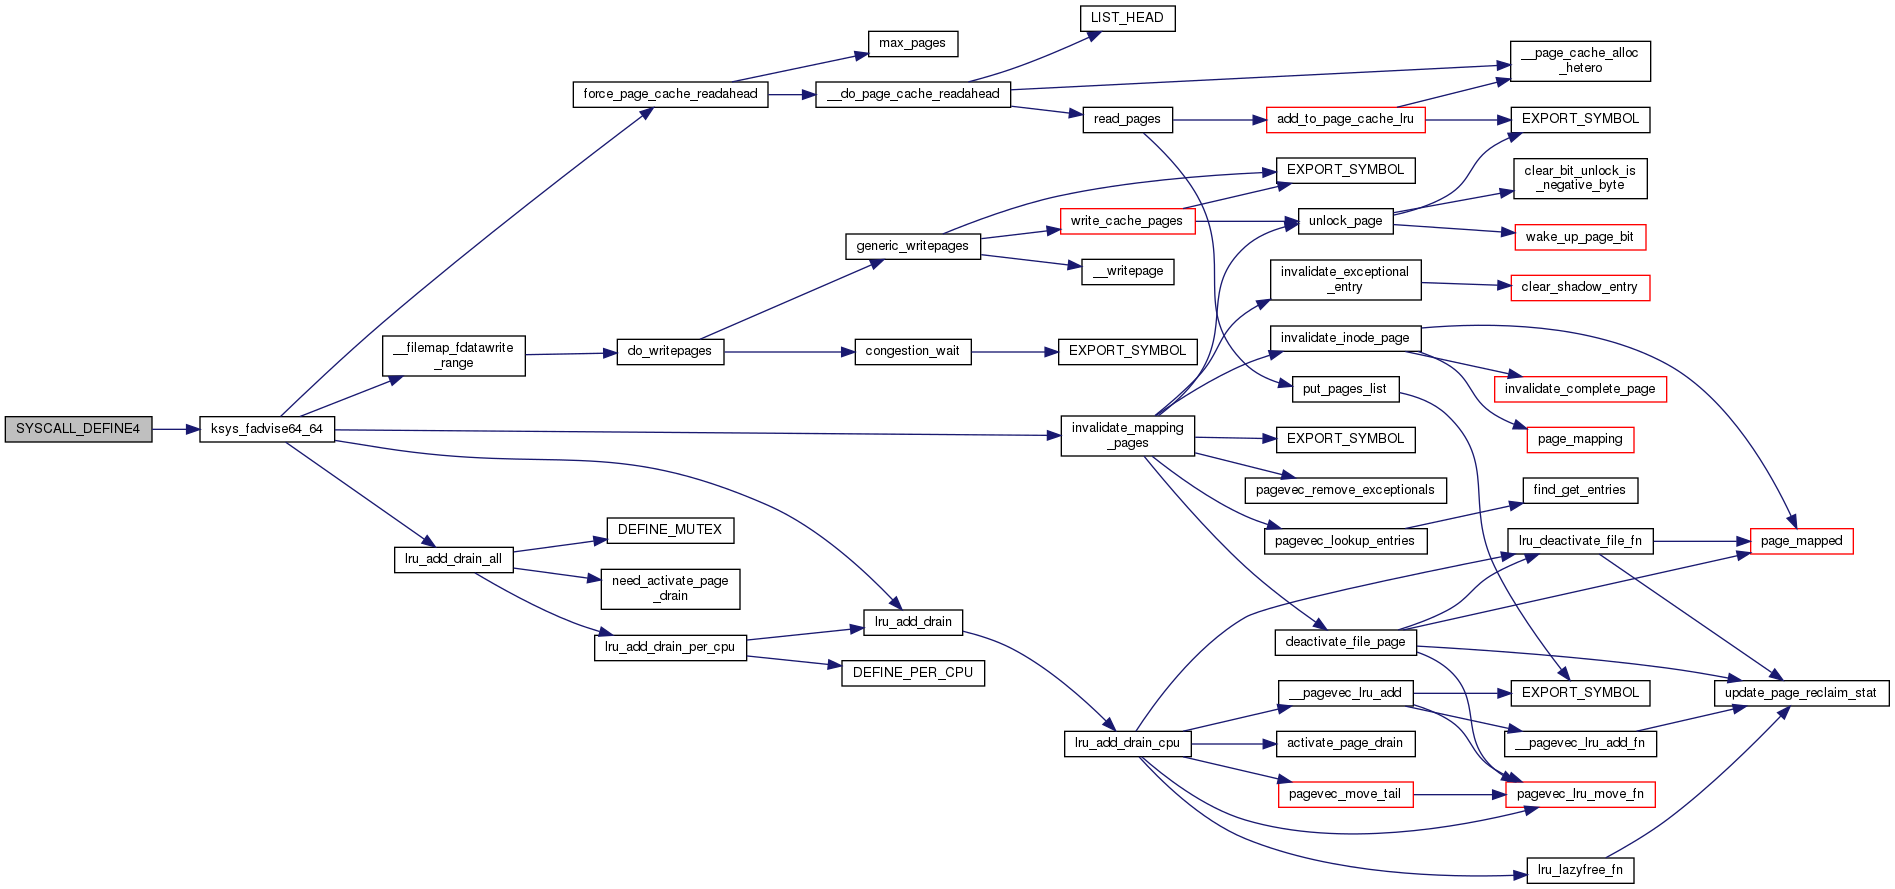 SYSCALL_DEFINE4
ksys_fadvise64_64
force_page_cache_readahead
__filemap_fdatawrite
_range
lru_add_drain_all
max_pages
__do_page_cache_readahead
do_writepages
DEFINE_MUTEX
need_activate_page
_drain
lru_add_drain_per_cpu
generic_writepages
congestion_wait
lru_add_drain
DEFINE_PER_CPU
LIST_HEAD
read_pages
write_cache_pages
__writepage
EXPORT_SYMBOL
invalidate_mapping
_pages
lru_add_drain_cpu
add_to_page_cache_lru
EXPORT_SYMBOL
unlock_page
invalidate_exceptional
_entry
invalidate_inode_page
put_pages_list
EXPORT_SYMBOL
pagevec_remove_exceptionals
pagevec_lookup_entries
deactivate_file_page
__pagevec_lru_add
activate_page_drain
pagevec_move_tail
__page_cache_alloc
_hetero
EXPORT_SYMBOL
clear_bit_unlock_is
_negative_byte
wake_up_page_bit
clear_shadow_entry
invalidate_complete_page
page_mapping
find_get_entries
lru_deactivate_file_fn
EXPORT_SYMBOL
__pagevec_lru_add_fn
pagevec_lru_move_fn
lru_lazyfree_fn
page_mapped
update_page_reclaim_stat